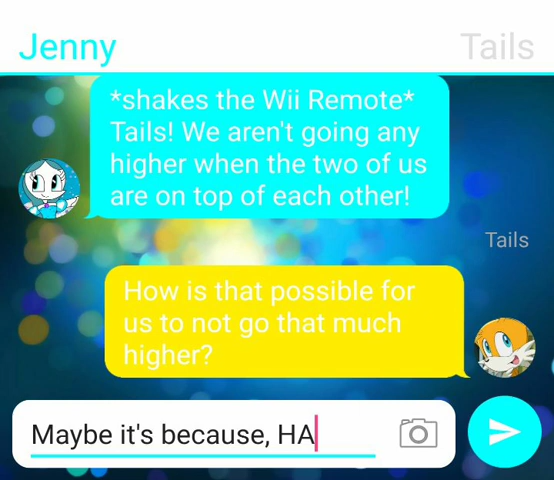 Jenny
Tails
*shakes the Wii Remote*
Tails! We aren't going any
higher when the two of us
are on top of each other!
Tails
How is that possible for
us to not go that much
higher?
Maybe it's because, HA